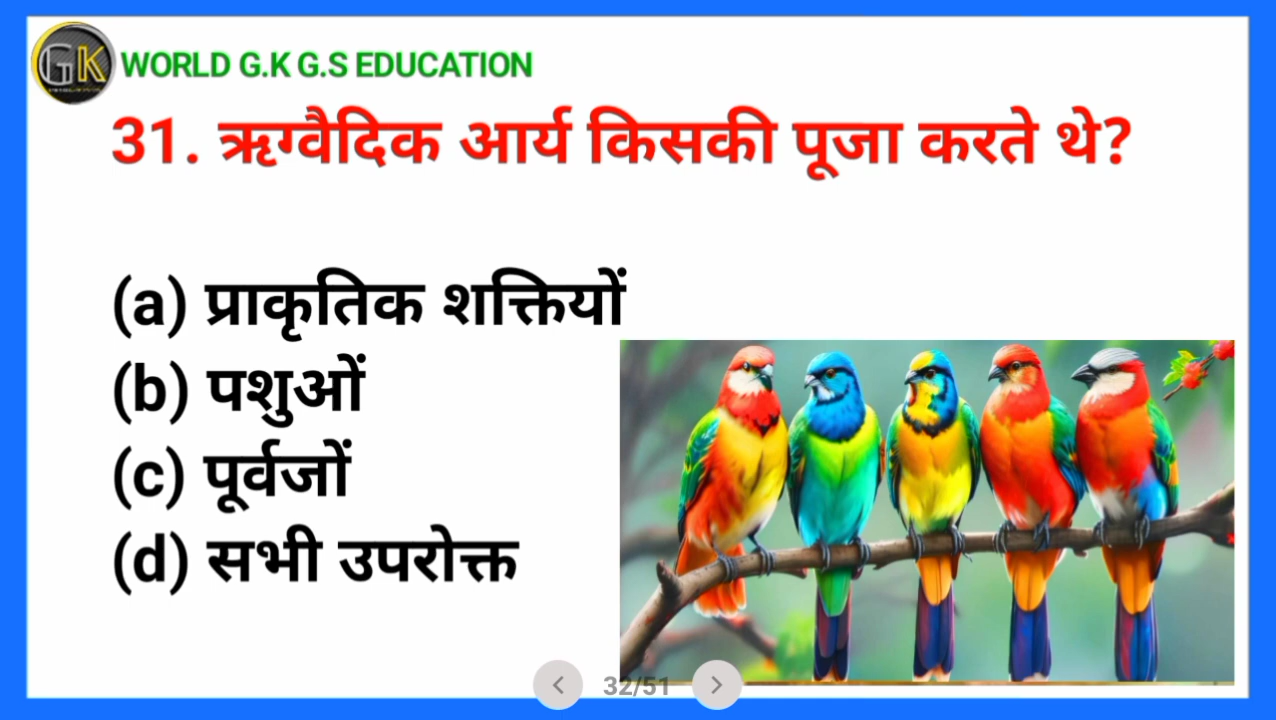 GK
WORLD G.K G.S EDUCATION
31. ऋग्वैदिक आर्य किसकी पूजा करते थे?
(a) प्राकृतिक शक्तियों
(b) पशुओं
(c) पूर्वजों
(d) सभी उपरोक्त
32/51